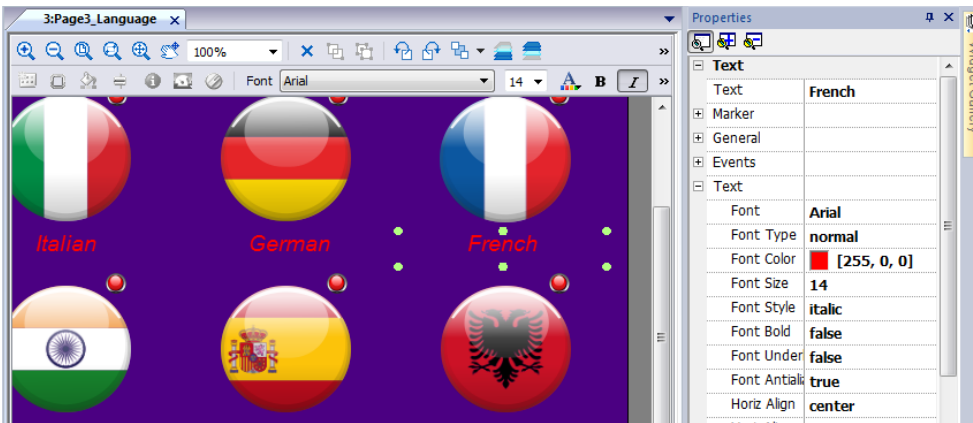 3:Page3_Language
100%
Font Arial 14 A B I
Italian
German
French
Properties
Text
Text French
Marker
General
Events
Text
Font Arial
Font Type normal
Font Color [255, 0, 0]
Font Size 14
Font Style italic
Font Bold false
Font Under false
Font Antiali true
Horiz Align center
Gallery